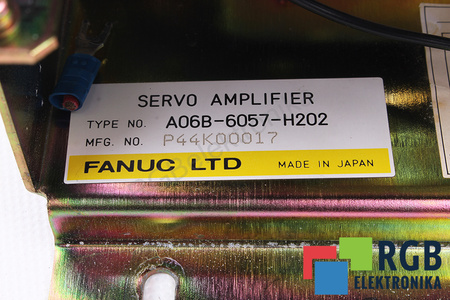 SERVO AMPLIFIER
TYPE NO. A06B-6057-H202
MFG. NO. P44K00017
FANUC LTD MADE IN JAPAN
RGB
ELEKTRONIKA